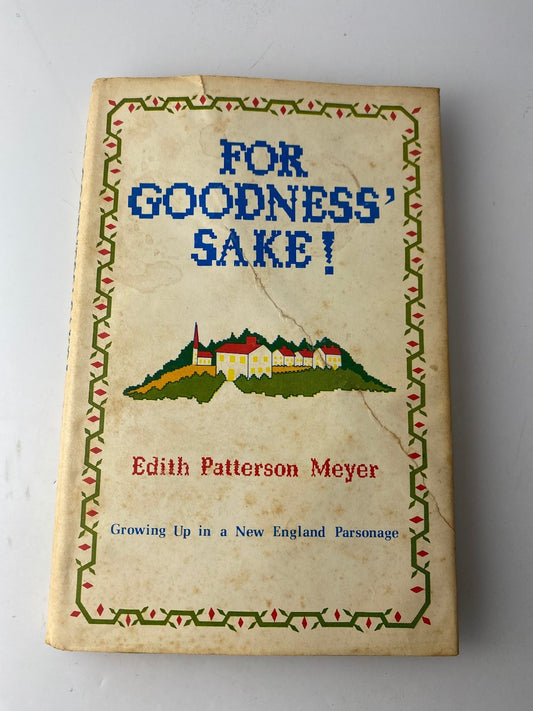 FOR
GOODNESS'
SAKE!
Edith Patterson Meyer
Growing Up in a New England Parsonage